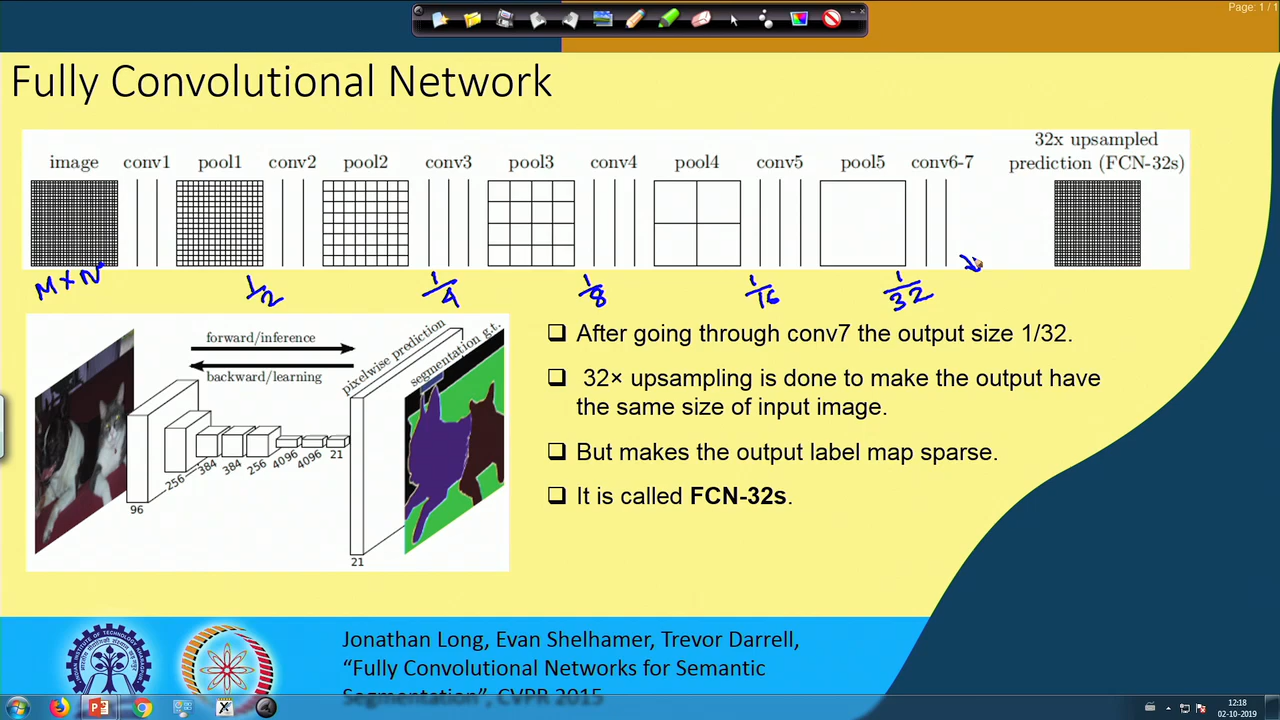 Page: 1 / 1
Fully Convolutional Network
image conv1 pool1 conv2 pool2 conv3 pool3 conv4 pool4 conv5 pool5 conv6-7
32x upsampled
prediction (FCN-32s)
M×N
1/2
1/4
1/8
1/16
1/32
forward/inference
backward/learning
pixelwise prediction
segmentation g.t.
96
256
384
384
256
4096
4096
21
21
❑ After going through conv7 the output size 1/32.
❑ 32× upsampling is done to make the output have
the same size of input image.
❑ But makes the output label map sparse.
❑ It is called FCN-32s.
Jonathan Long, Evan Shelhamer, Trevor Darrell,
“Fully Convolutional Networks for Semantic
Segmentation”, CVPR 2015
12:18
02-10-2019